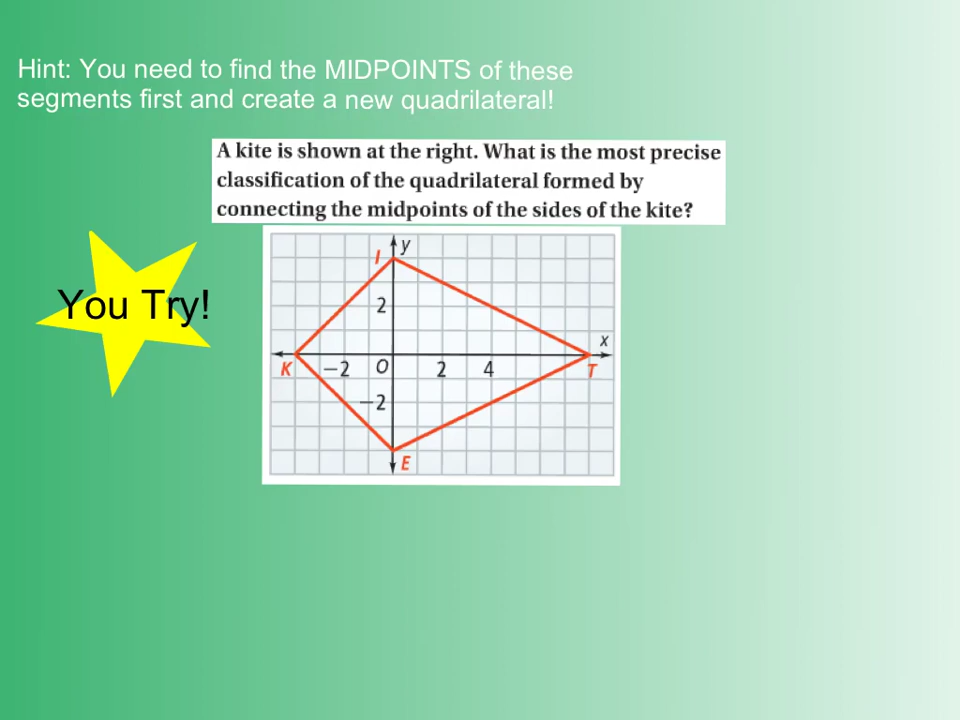 Hint: You need to find the MIDPOINTS of these
segments first and create a new quadrilateral!
A kite is shown at the right. What is the most precise
classification of the quadrilateral formed by
connecting the midpoints of the sides of the kite?
You Try!
I y
2
x
K −2 O 2 4 T
−2
E